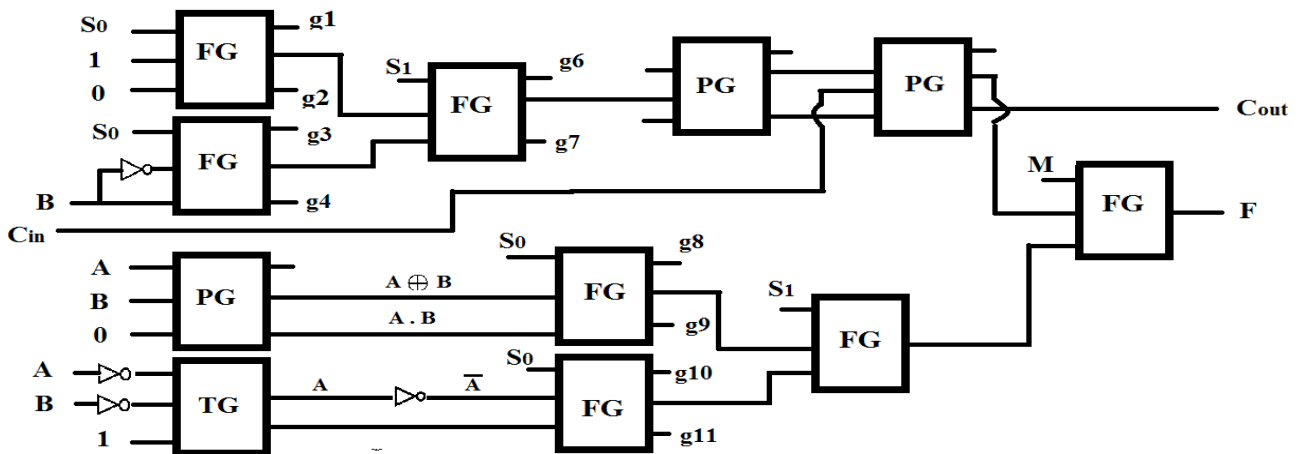 S0 g1
1 FG
0 g2
S0 g3
FG
B g4
Cin
S1 g6
FG
g7
PG
PG
Cout
M
FG F
A
B PG A ⊕ B
0 A . B
S0 g8
FG
g9
A
B TG A A̅
1
S0 g10
FG
g11
S1
FG